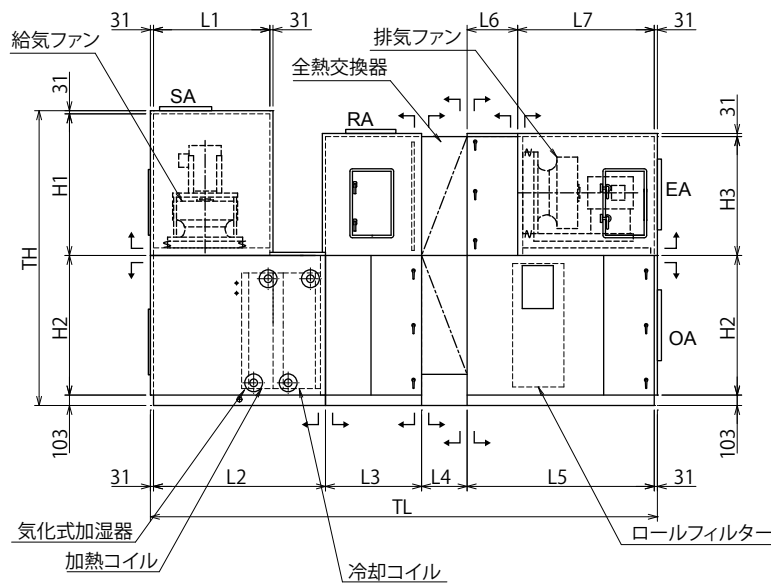 31
L1
31
L6
L7
31
給気ファン
排気ファン
全熱交換器
31
SA
RA
31
H1
H3
EA
TH
H2
H2
OA
103
103
31
L2
L3
L4
L5
31
TL
気化式加湿器
加熱コイル
冷却コイル
ロールフィルター